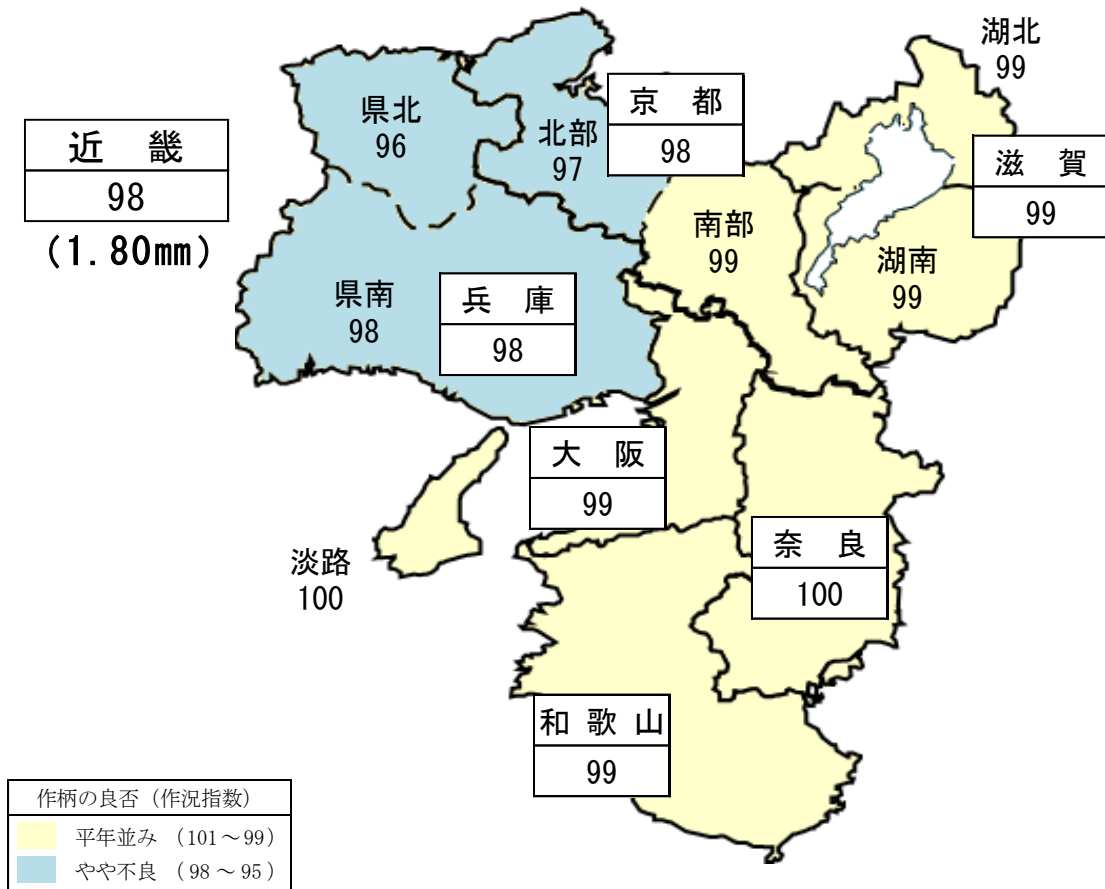 湖北
99
県北
96
京　都
98
北部
97
近　畿
98
(1.80㎜)
滋　賀
99
南部
99
湖南
99
県南
98
兵　庫
98
大　阪
99
奈　良
100
淡路
100
和 歌 山
99
作柄の良否（作況指数）
平年並み　（101～99）
やや不良　（98～95）